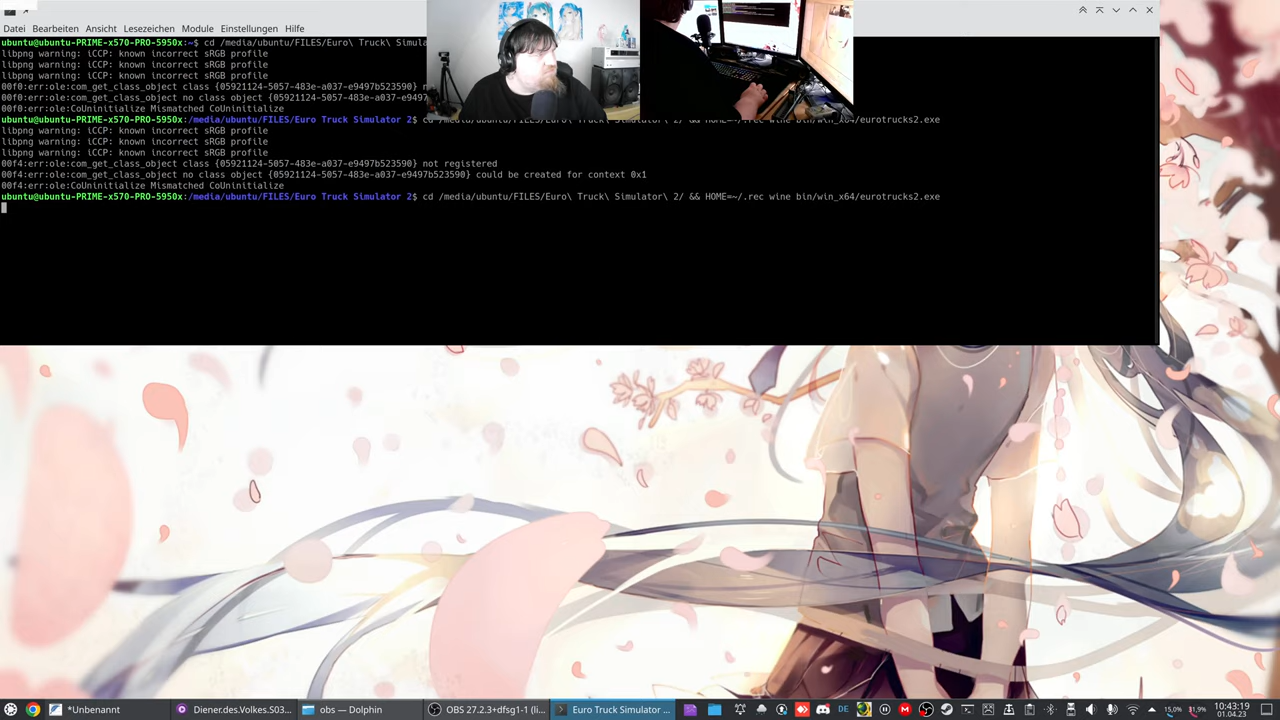 Datei Bearbeiten Ansicht Lesezeichen Module Einstellungen Hilfe
ubuntu@ubuntu-PRIME-x570-PRO-5950x:~$ cd /media/ubuntu/FILES/Euro\ Truck\ Simula
libpng warning: iCCP: known incorrect sRGB profile
libpng warning: iCCP: known incorrect sRGB profile
libpng warning: iCCP: known incorrect sRGB profile
00f0:err:ole:com_get_class_object class {05921124-5057-483e-a037-e9497b523590} n
00f0:err:ole:com_get_class_object no class object {05921124-5057-483e-a037-e9497
00f0:err:ole:CoUninitialize Mismatched CoUninitialize
ubuntu@ubuntu-PRIME-x570-PRO-5950x:/media/ubuntu/FILES/Euro Truck Simulator 2$ cd /media/ubuntu/FILES/Euro\ Truck\ Simulator\ 2/ && HOME=~/.rec wine bin/win_x64/eurotrucks2.exe
libpng warning: iCCP: known incorrect sRGB profile
libpng warning: iCCP: known incorrect sRGB profile
libpng warning: iCCP: known incorrect sRGB profile
00f4:err:ole:com_get_class_object class {05921124-5057-483e-a037-e9497b523590} not registered
00f4:err:ole:com_get_class_object no class object {05921124-5057-483e-a037-e9497b523590} could be created for context 0x1
00f4:err:ole:CoUninitialize Mismatched CoUninitialize
ubuntu@ubuntu-PRIME-x570-PRO-5950x:/media/ubuntu/FILES/Euro Truck Simulator 2$ cd /media/ubuntu/FILES/Euro\ Truck\ Simulator\ 2/ && HOME=~/.rec wine bin/win_x64/eurotrucks2.exe
*Unbenannt
Diener.des.Volkes.S03...
obs — Dolphin
OBS 27.2.3+dfsg1-1 (li...
Euro Truck Simulator ...
DE
15,0%
31,9%
10:43:19
01.04.23